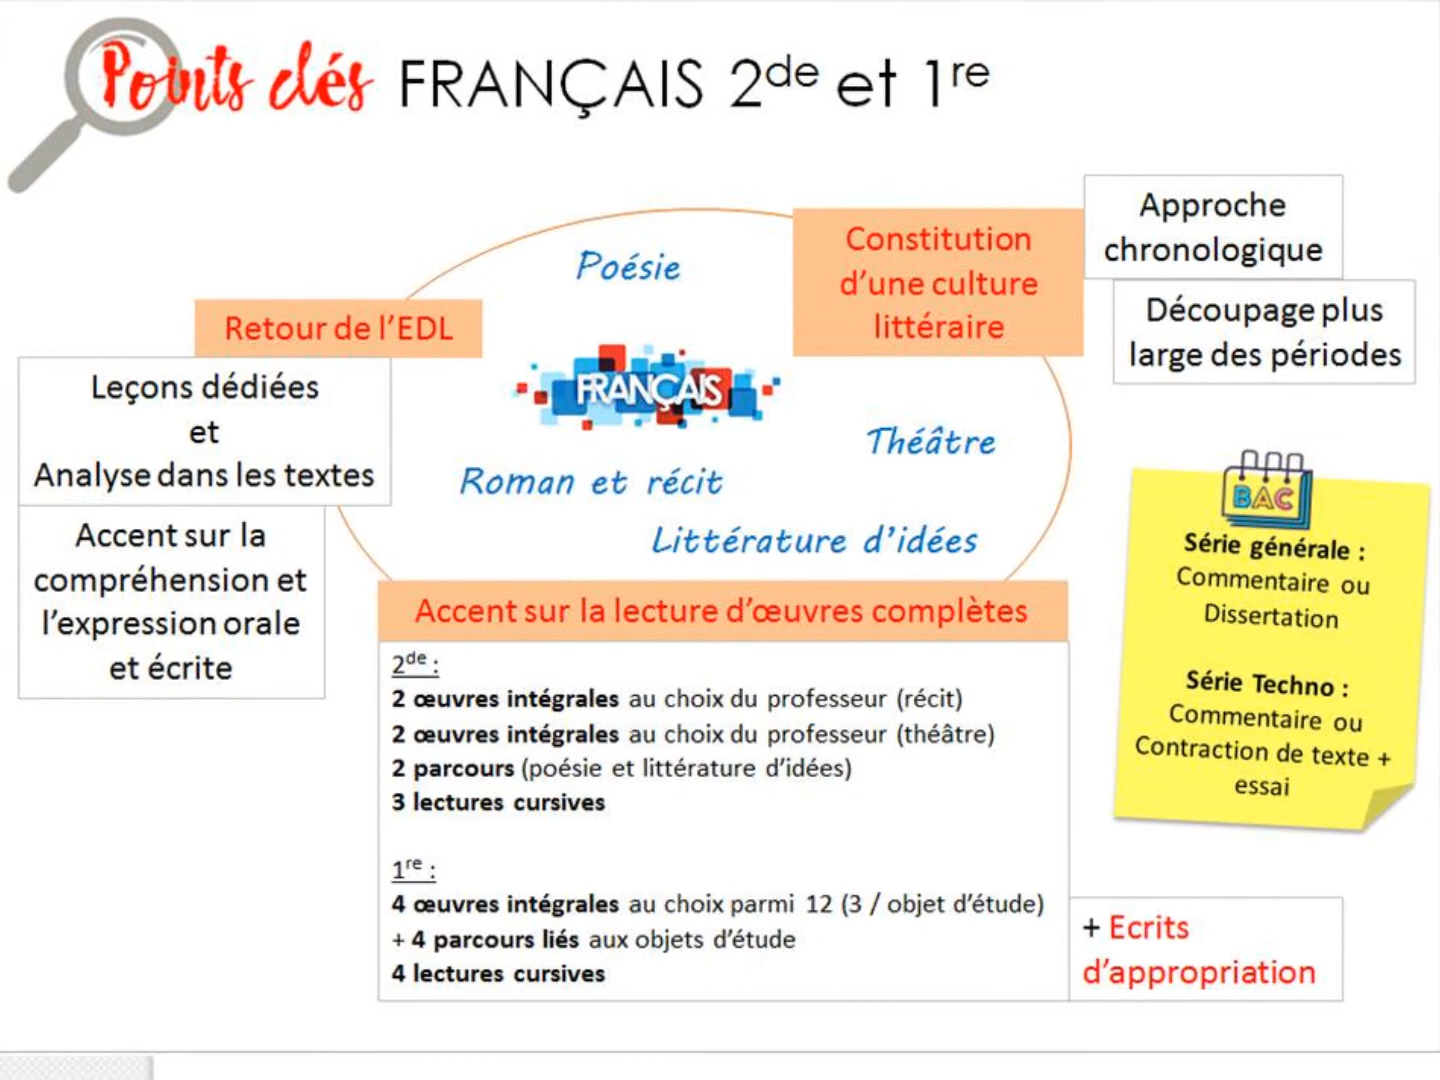 Points clés FRANÇAIS 2de et 1re
Poésie
Constitution
d'une culture
littéraire
Approche
chronologique
Découpage plus
large des périodes
Retour de l'EDL
Leçons dédiées
et
Analyse dans les textes
Accent sur la
compréhension et
l'expression orale
et écrite
FRANÇAIS
Théâtre
Roman et récit
Littérature d'idées
BAC
Série générale :
Commentaire ou
Dissertation
Série Techno :
Commentaire ou
Contraction de texte +
essai
Accent sur la lecture d'œuvres complètes
2de :
2 œuvres intégrales au choix du professeur (récit)
2 œuvres intégrales au choix du professeur (théâtre)
2 parcours (poésie et littérature d'idées)
3 lectures cursives
1re :
4 œuvres intégrales au choix parmi 12 (3 / objet d'étude)
+ 4 parcours liés aux objets d'étude
4 lectures cursives
+ Ecrits
d'appropriation